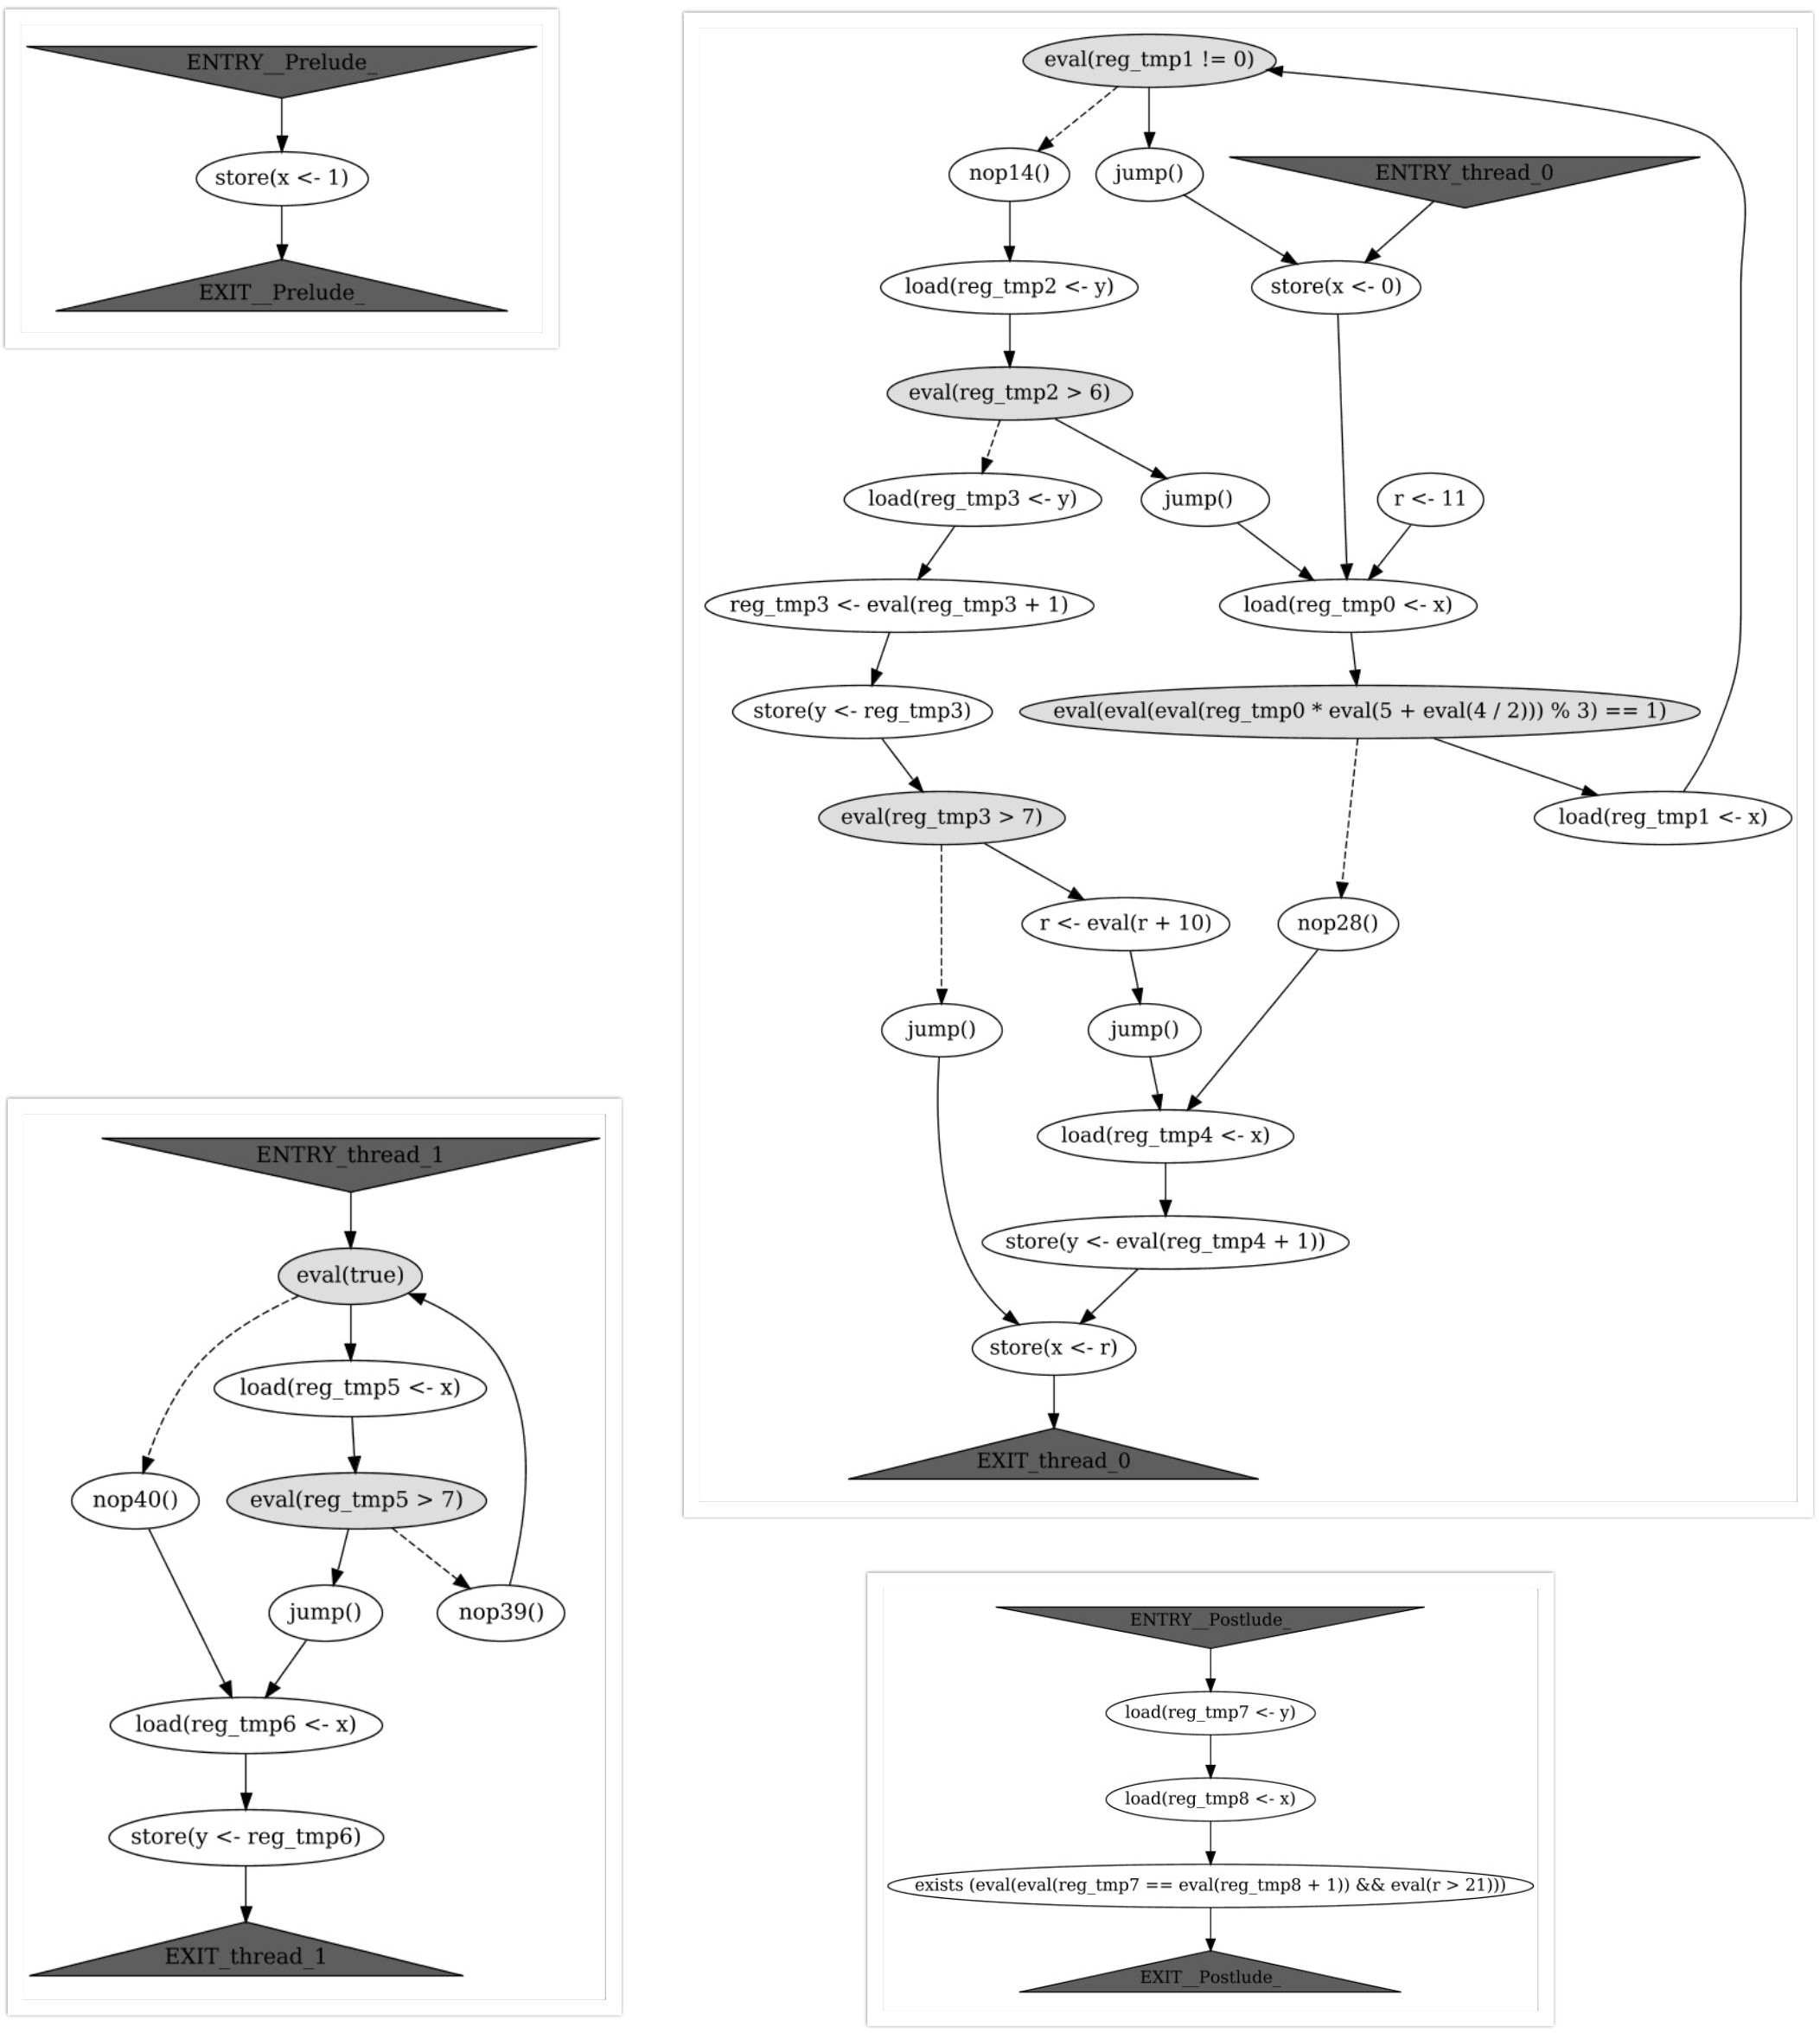 ENTRY__Prelude_
store(x <- 1)
EXIT__Prelude_
eval(reg_tmp1 != 0)
nop14()
jump()
ENTRY_thread_0
load(reg_tmp2 <- y)
store(x <- 0)
eval(reg_tmp2 > 6)
load(reg_tmp3 <- y)
jump()
r <- 11
reg_tmp3 <- eval(reg_tmp3 + 1)
load(reg_tmp0 <- x)
store(y <- reg_tmp3)
eval(eval(eval(reg_tmp0 * eval(5 + eval(4 / 2))) % 3) == 1)
eval(reg_tmp3 > 7)
load(reg_tmp1 <- x)
r <- eval(r + 10)
nop28()
jump()
jump()
load(reg_tmp4 <- x)
store(y <- eval(reg_tmp4 + 1))
store(x <- r)
EXIT_thread_0
ENTRY_thread_1
eval(true)
load(reg_tmp5 <- x)
nop40()
eval(reg_tmp5 > 7)
jump()
nop39()
load(reg_tmp6 <- x)
store(y <- reg_tmp6)
EXIT_thread_1
ENTRY__Postlude_
load(reg_tmp7 <- y)
load(reg_tmp8 <- x)
exists (eval(eval(reg_tmp7 == eval(reg_tmp8 + 1)) && eval(r > 21)))
EXIT__Postlude_